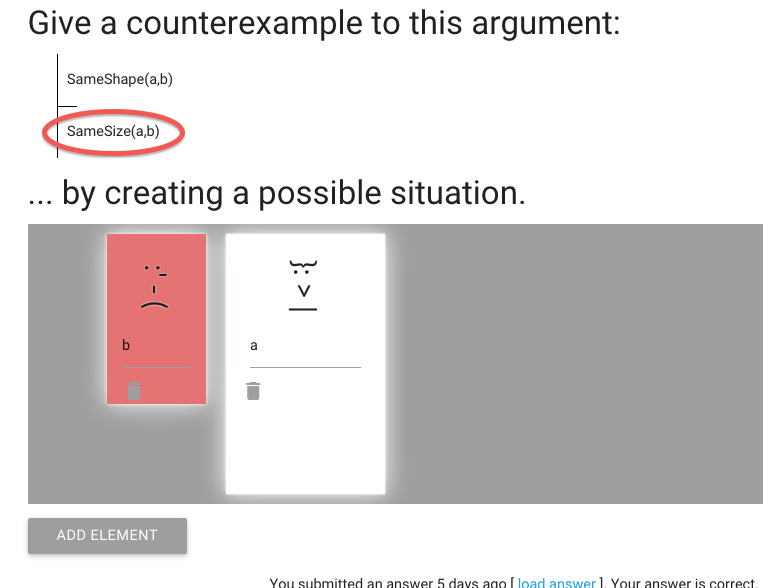 Give a counterexample to this argument:
SameShape(a,b)
SameSize(a,b)
... by creating a possible situation.
b
a
ADD ELEMENT
You submitted an answer 5 days ago [ load answer ]. Your answer is correct.